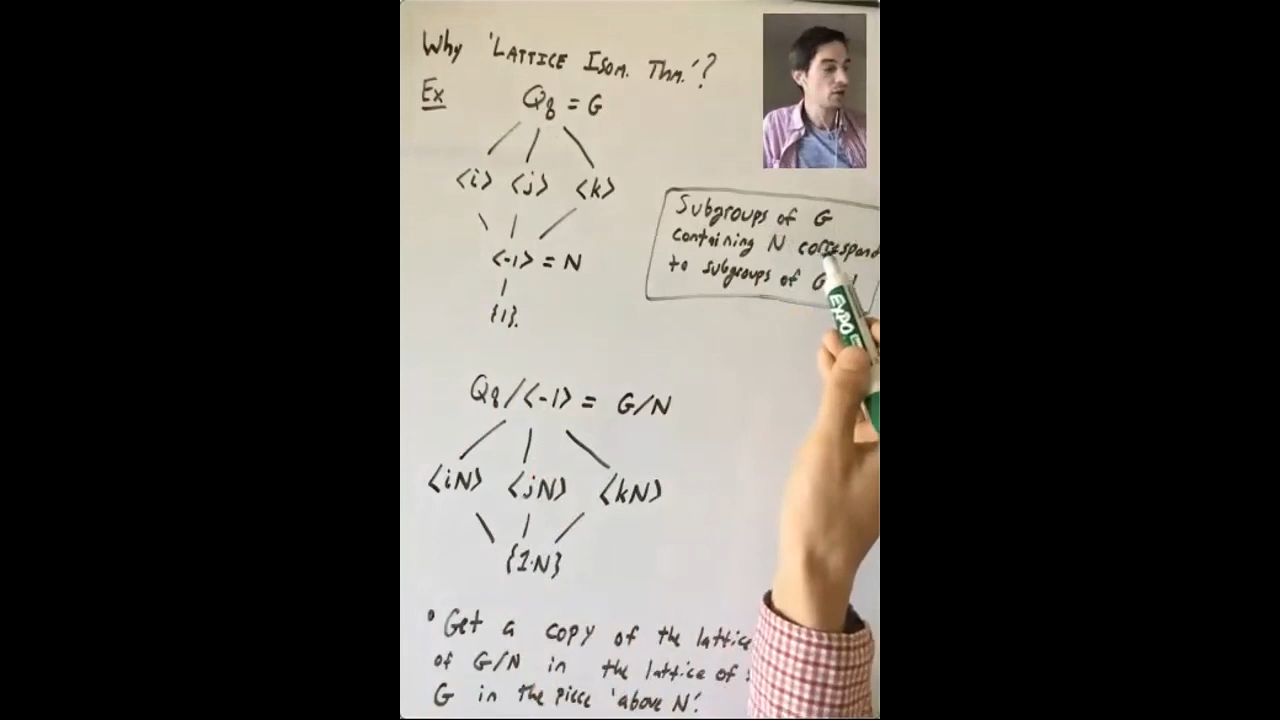 Why 'LATTICE ISOM. THM.'?
Ex
Q8 = G
<i> <j> <k>
<-1> = N
{1}.
Subgroups of G
containing N correspond
to subgroups of G
EXPO
Q8/<-1> = G/N
<iN> <jN> <kN>
{1·N}
• Get a copy of the lattice
of G/N in the lattice of
G in the piece 'above N'.